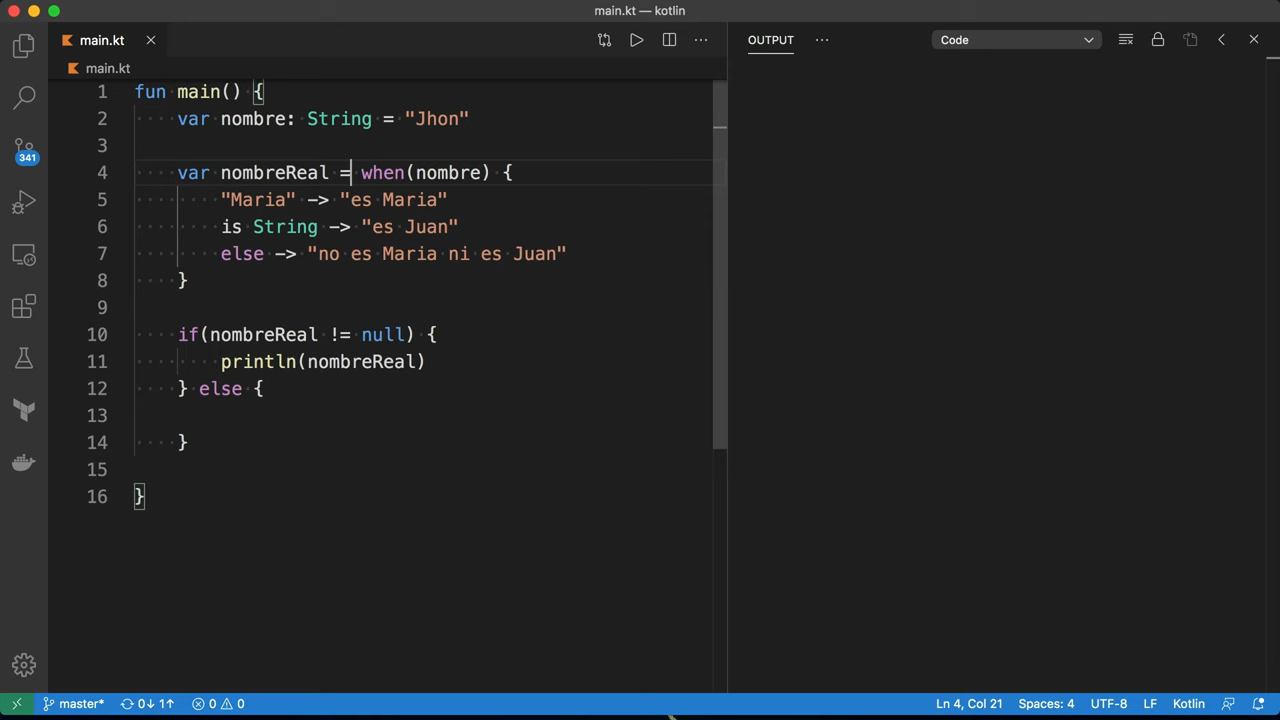 main.kt — kotlin
main.kt
OUTPUT
Code
main.kt
1 fun main() {
2     var nombre: String = "Jhon"
3
4     var nombreReal = when(nombre) {
5         "Maria" -> "es Maria"
6         is String -> "es Juan"
7         else -> "no es Maria ni es Juan"
8     }
9
10     if(nombreReal != null) {
11         println(nombreReal)
12     } else {
13
14     }
15
16 }
341
master* 0↓ 1↑ 0 0
Ln 4, Col 21 Spaces: 4 UTF-8 LF Kotlin